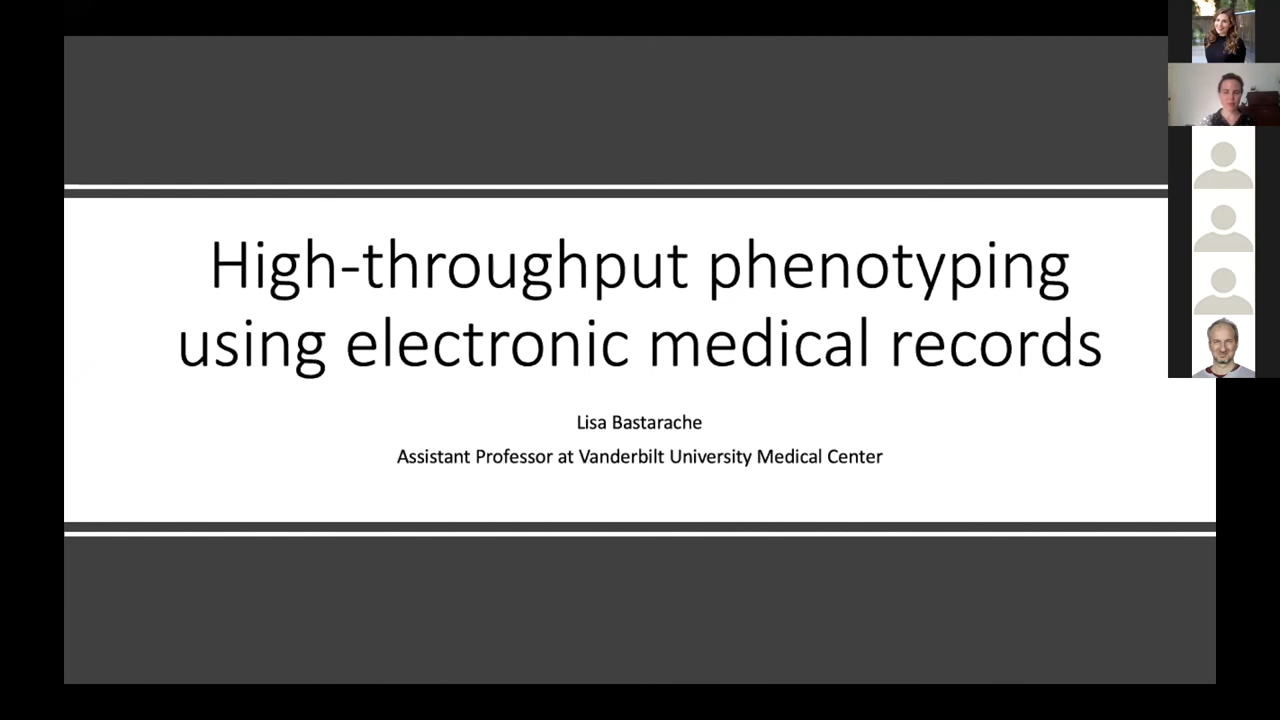 High-throughput phenotyping
using electronic medical records
Lisa Bastarache
Assistant Professor at Vanderbilt University Medical Center